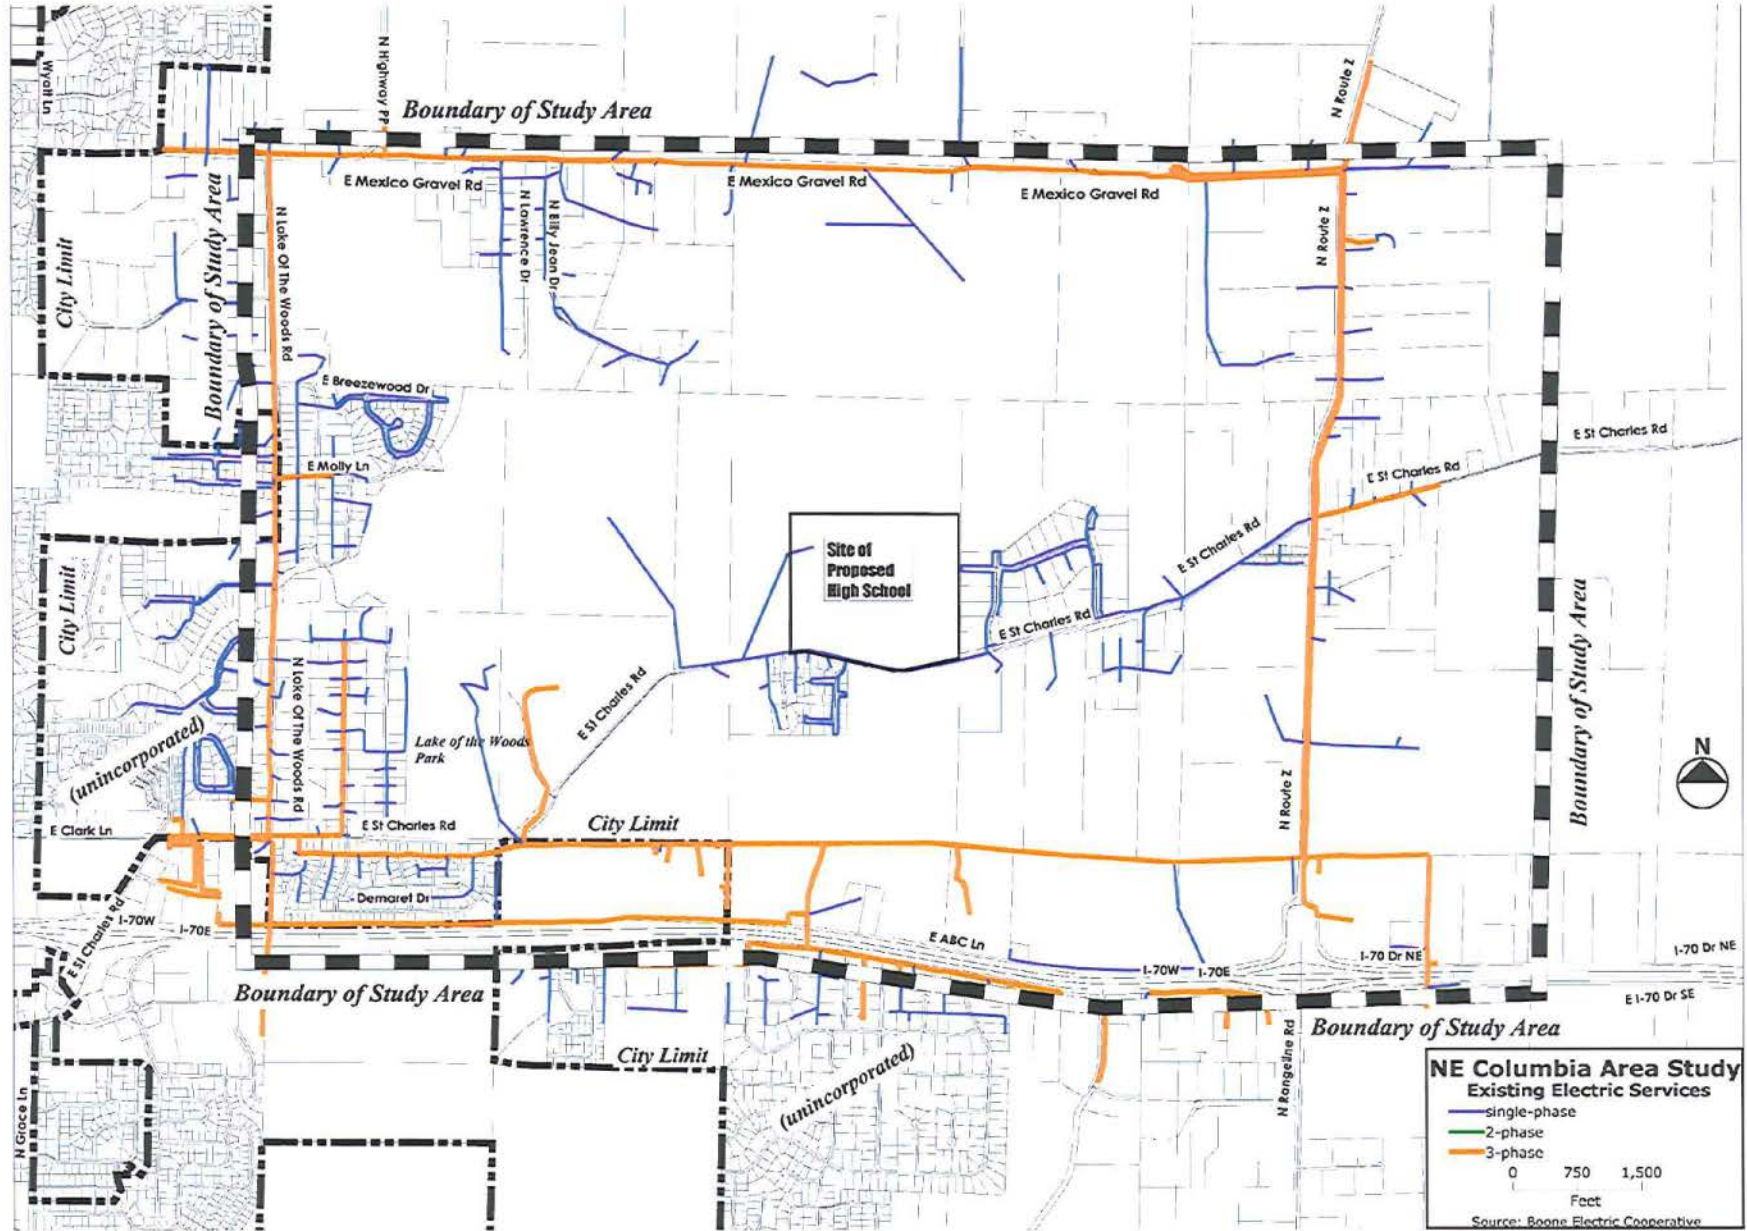 Wyatt Ln
N Highway PP
Boundary of Study Area
N Route Z
E Mexico Gravel Rd
E Mexico Gravel Rd
E Mexico Gravel Rd
City Limit
Boundary of Study Area
N Lake Of The Woods Rd
N Lawrence Dr
N Billy Jean Dr
N Route Z
E Breezewood Dr
E Molly Ln
E St Charles Rd
E St Charles Rd
E St Charles Rd
Site of
Proposed
High School
City Limit
E St Charles Rd
Boundary of Study Area
N Lake Of The Woods Rd
E St Charles Rd
Lake of the Woods
Park
(unincorporated)
N
N Route Z
E Clark Ln
E St Charles Rd
City Limit
Demaret Dr
E St Charles Rd
I-70W
I-70E
E ABC Ln
I-70W
I-70E
I-70 Dr NE
I-70 Dr NE
E I-70 Dr SE
Boundary of Study Area
Boundary of Study Area
City Limit
(unincorporated)
N Rangeline Rd
N Grace Ln
NE Columbia Area Study
Existing Electric Services
single-phase
2-phase
3-phase
0 750 1,500
Feet
Source: Boone Electric Cooperative